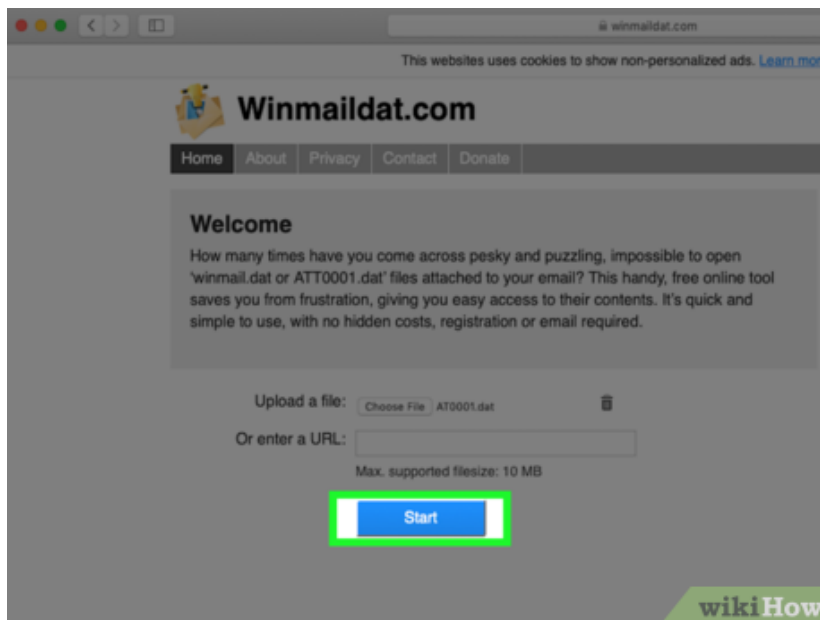 winmaildat.com
This websites uses cookies to show non-personalized ads. Learn mor
Winmaildat.com
Home About Privacy Contact Donate
Welcome
How many times have you come across pesky and puzzling, impossible to open
'winmail.dat or ATT0001.dat' files attached to your email? This handy, free online tool
saves you from frustration, giving you easy access to their contents. It's quick and
simple to use, with no hidden costs, registration or email required.
Upload a file: Choose File AT0001.dat
Or enter a URL:
Max. supported filesize: 10 MB
Start
wikiHow